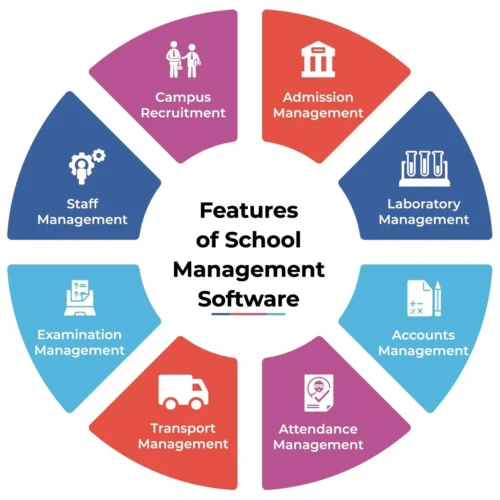 Features
of School
Management
Software
Campus
Recruitment
Admission
Management
Staff
Management
Laboratory
Management
Examination
Management
Accounts
Management
Transport
Management
Attendance
Management